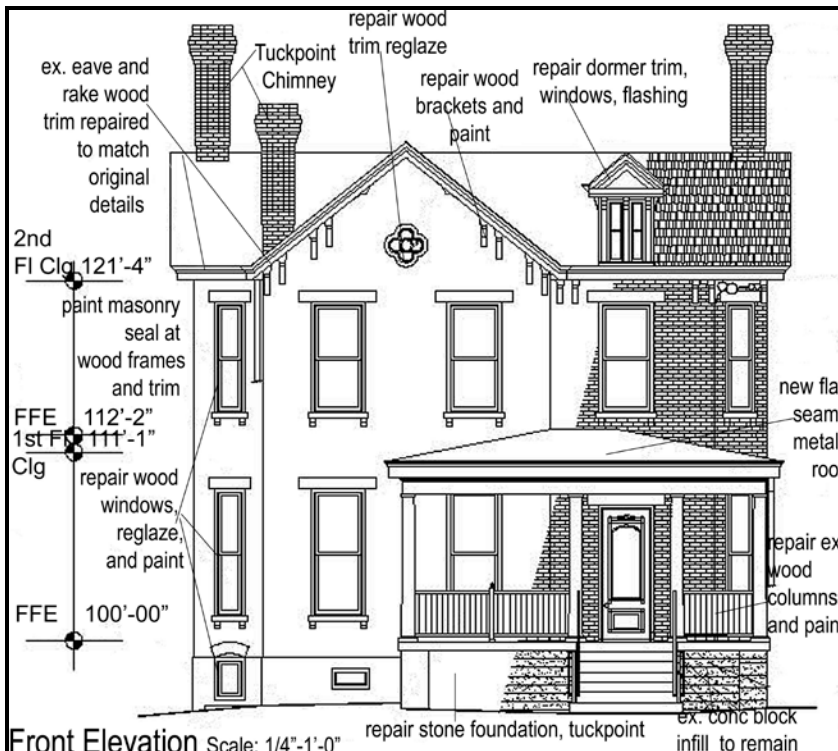 repair wood
trim reglaze
Tuckpoint
Chimney
ex. eave and
rake wood
trim repaired
to match
original
details
repair wood
brackets and
paint
repair dormer trim,
windows, flashing
2nd
Fl Clg 121'-4"
paint masonry
seal at
wood frames
and trim
FFE 112'-2"
1st Fl 111'-1"
Clg
new fla
seam
metal
roo
repair wood
windows,
reglaze,
and paint
repair ex
wood
columns
and pain
FFE 100'-00"
repair stone foundation, tuckpoint
ex. conc block
infill to remain
Front Elevation Scale: 1/4"-1'-0"